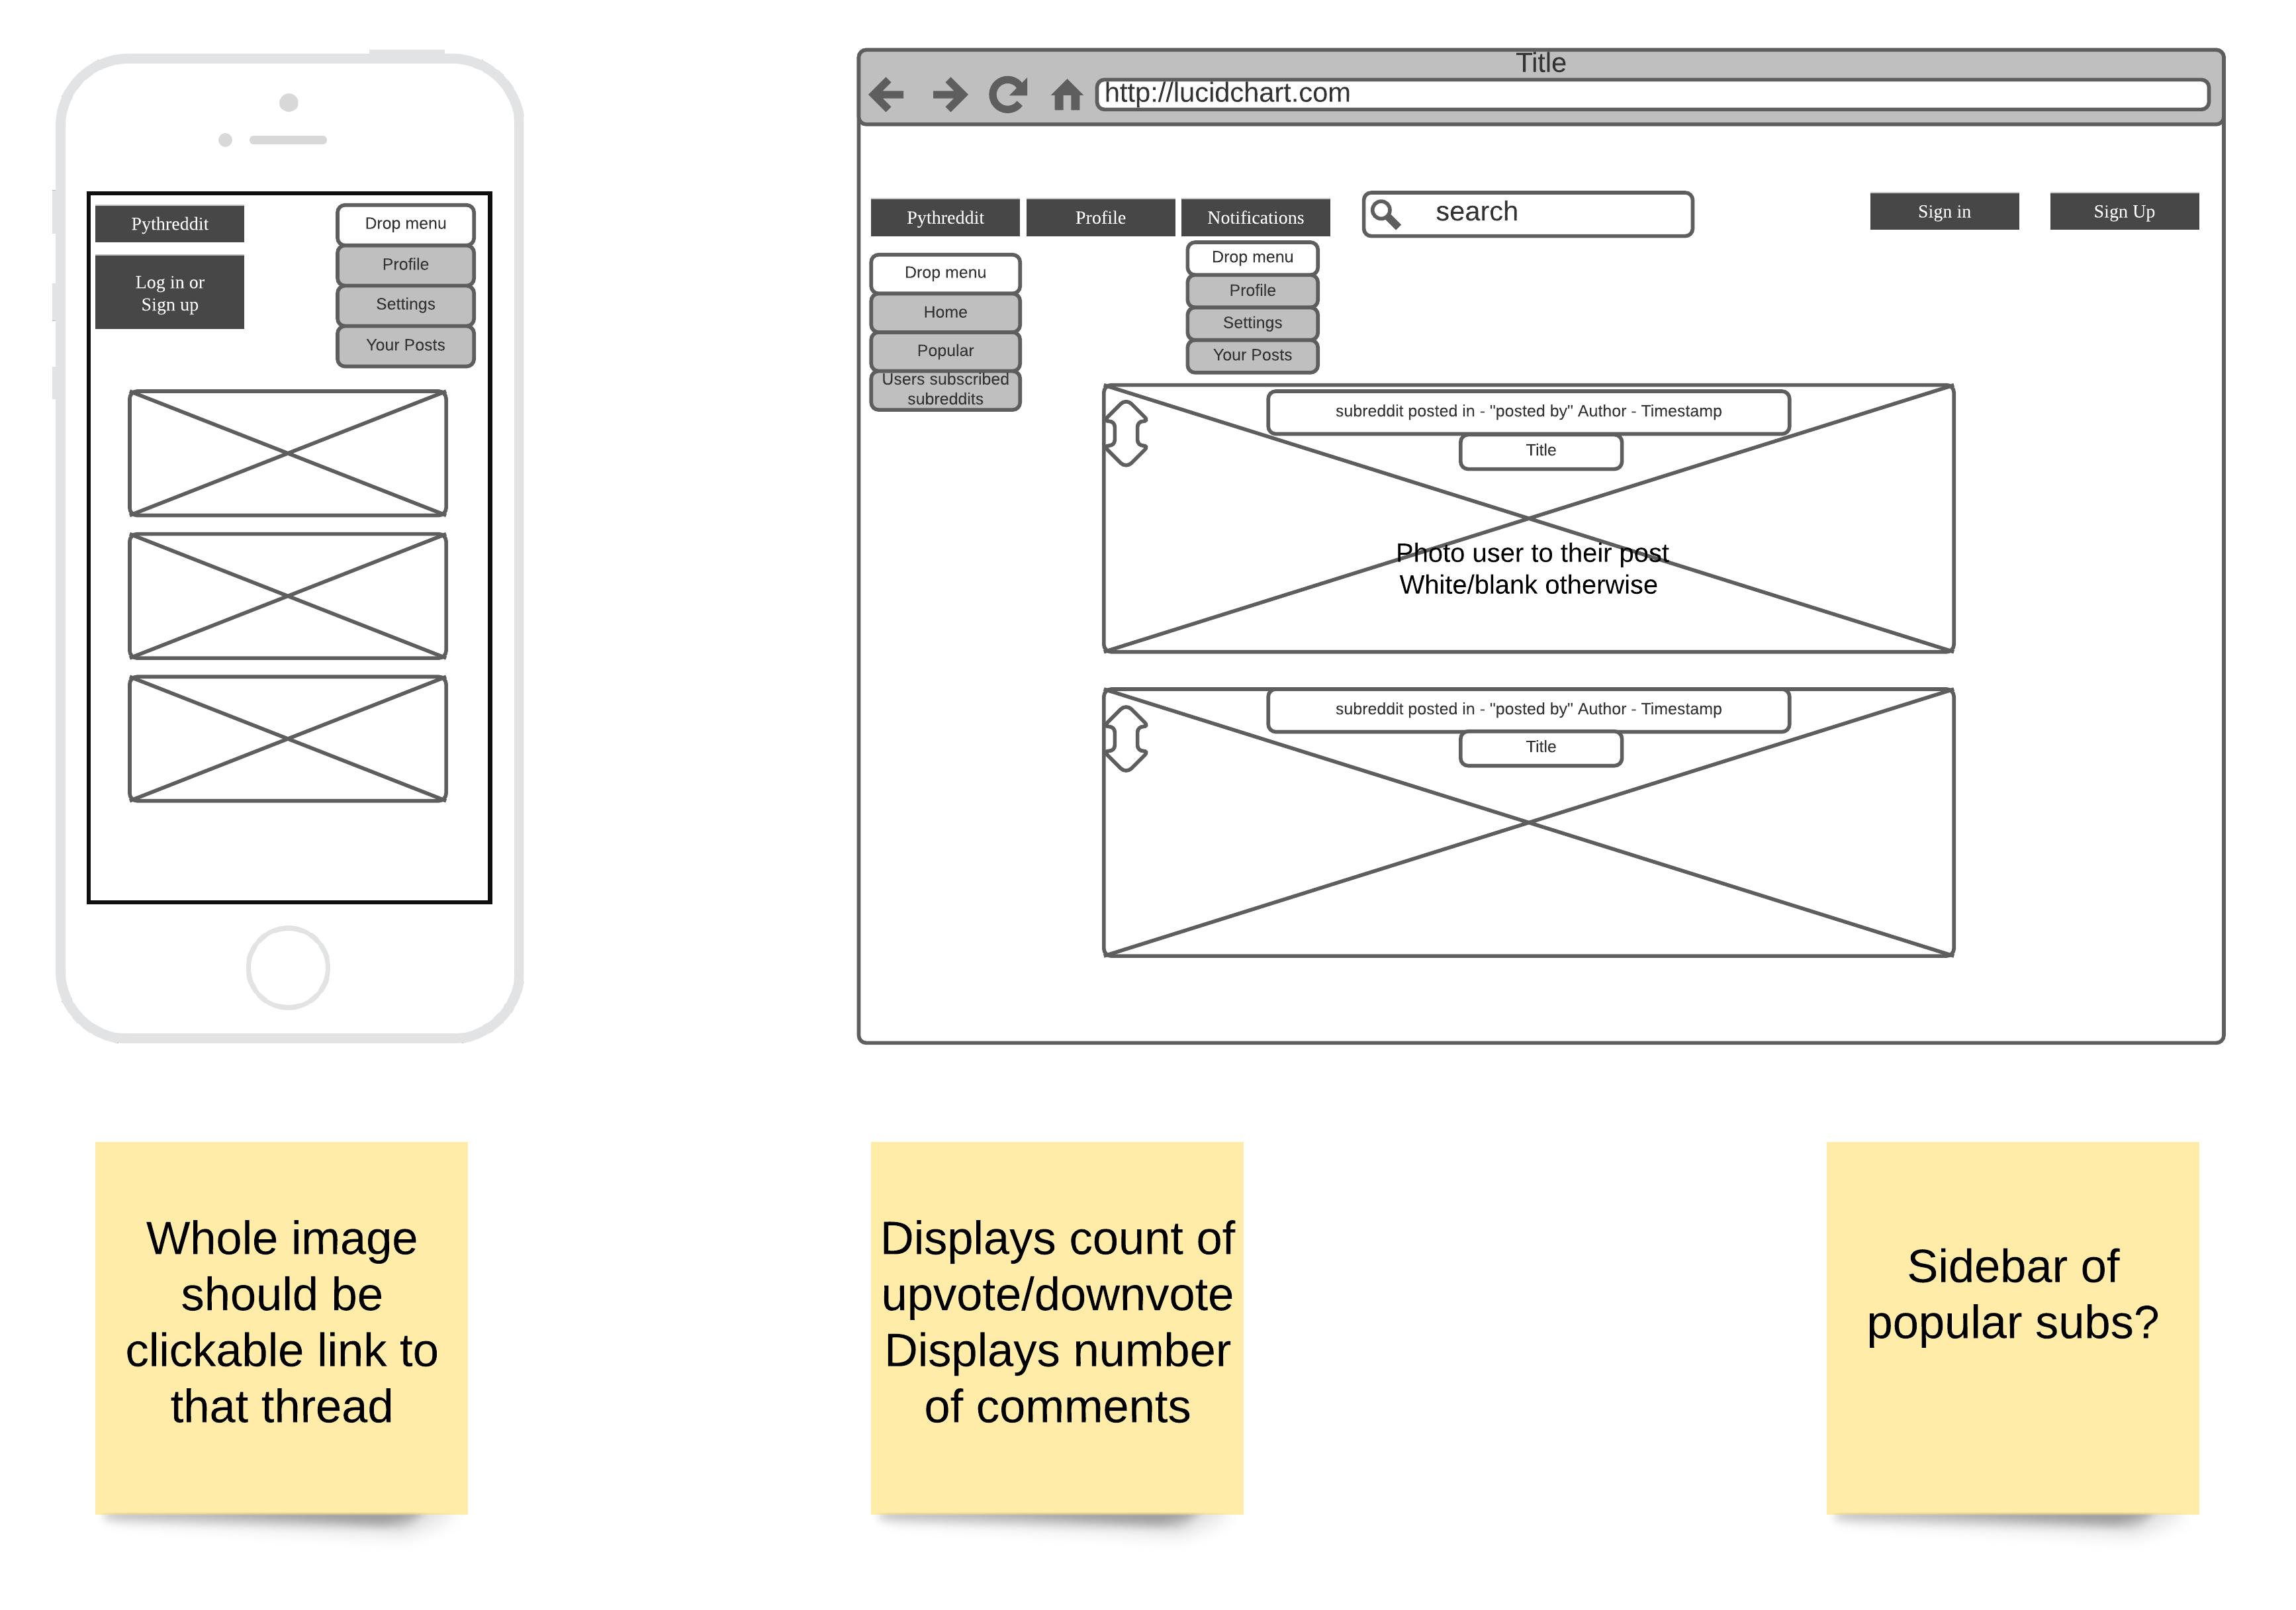 Pythreddit
Log in or
Sign up
Drop menu
Profile
Settings
Your Posts
Title
http://lucidchart.com
Pythreddit
Profile
Notifications
search
Sign in
Sign Up
Drop menu
Home
Popular
Users subscribed
subreddits
Drop menu
Profile
Settings
Your Posts
subreddit posted in - "posted by" Author - Timestamp
Title
Photo user to their post
White/blank otherwise
subreddit posted in - "posted by" Author - Timestamp
Title
Whole image
should be
clickable link to
that thread
Displays count of
upvote/downvote
Displays number
of comments
Sidebar of
popular subs?